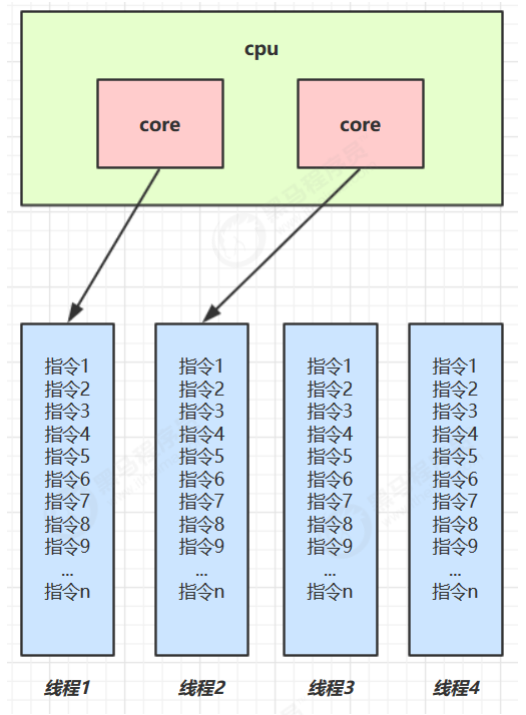 cpu
core
core
指令1
指令2
指令3
指令4
指令5
指令6
指令7
指令8
指令9
...
指令n
指令1
指令2
指令3
指令4
指令5
指令6
指令7
指令8
指令9
...
指令n
指令1
指令2
指令3
指令4
指令5
指令6
指令7
指令8
指令9
...
指令n
指令1
指令2
指令3
指令4
指令5
指令6
指令7
指令8
指令9
...
指令n
线程1
线程2
线程3
线程4
黑马程序员